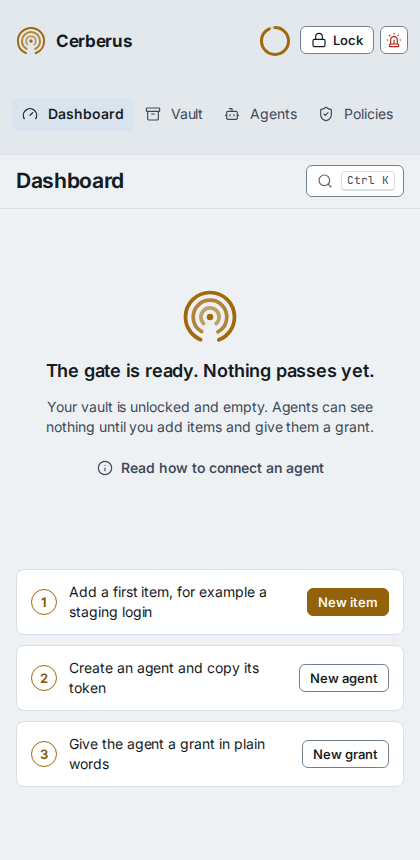 Cerberus
Lock
Dashboard
Vault
Agents
Policies
Dashboard
Ctrl K
The gate is ready. Nothing passes yet.
Your vault is unlocked and empty. Agents can see
nothing until you add items and give them a grant.
Read how to connect an agent
1
Add a first item, for example a
staging login
New item
2
Create an agent and copy its
token
New agent
3
Give the agent a grant in plain
words
New grant